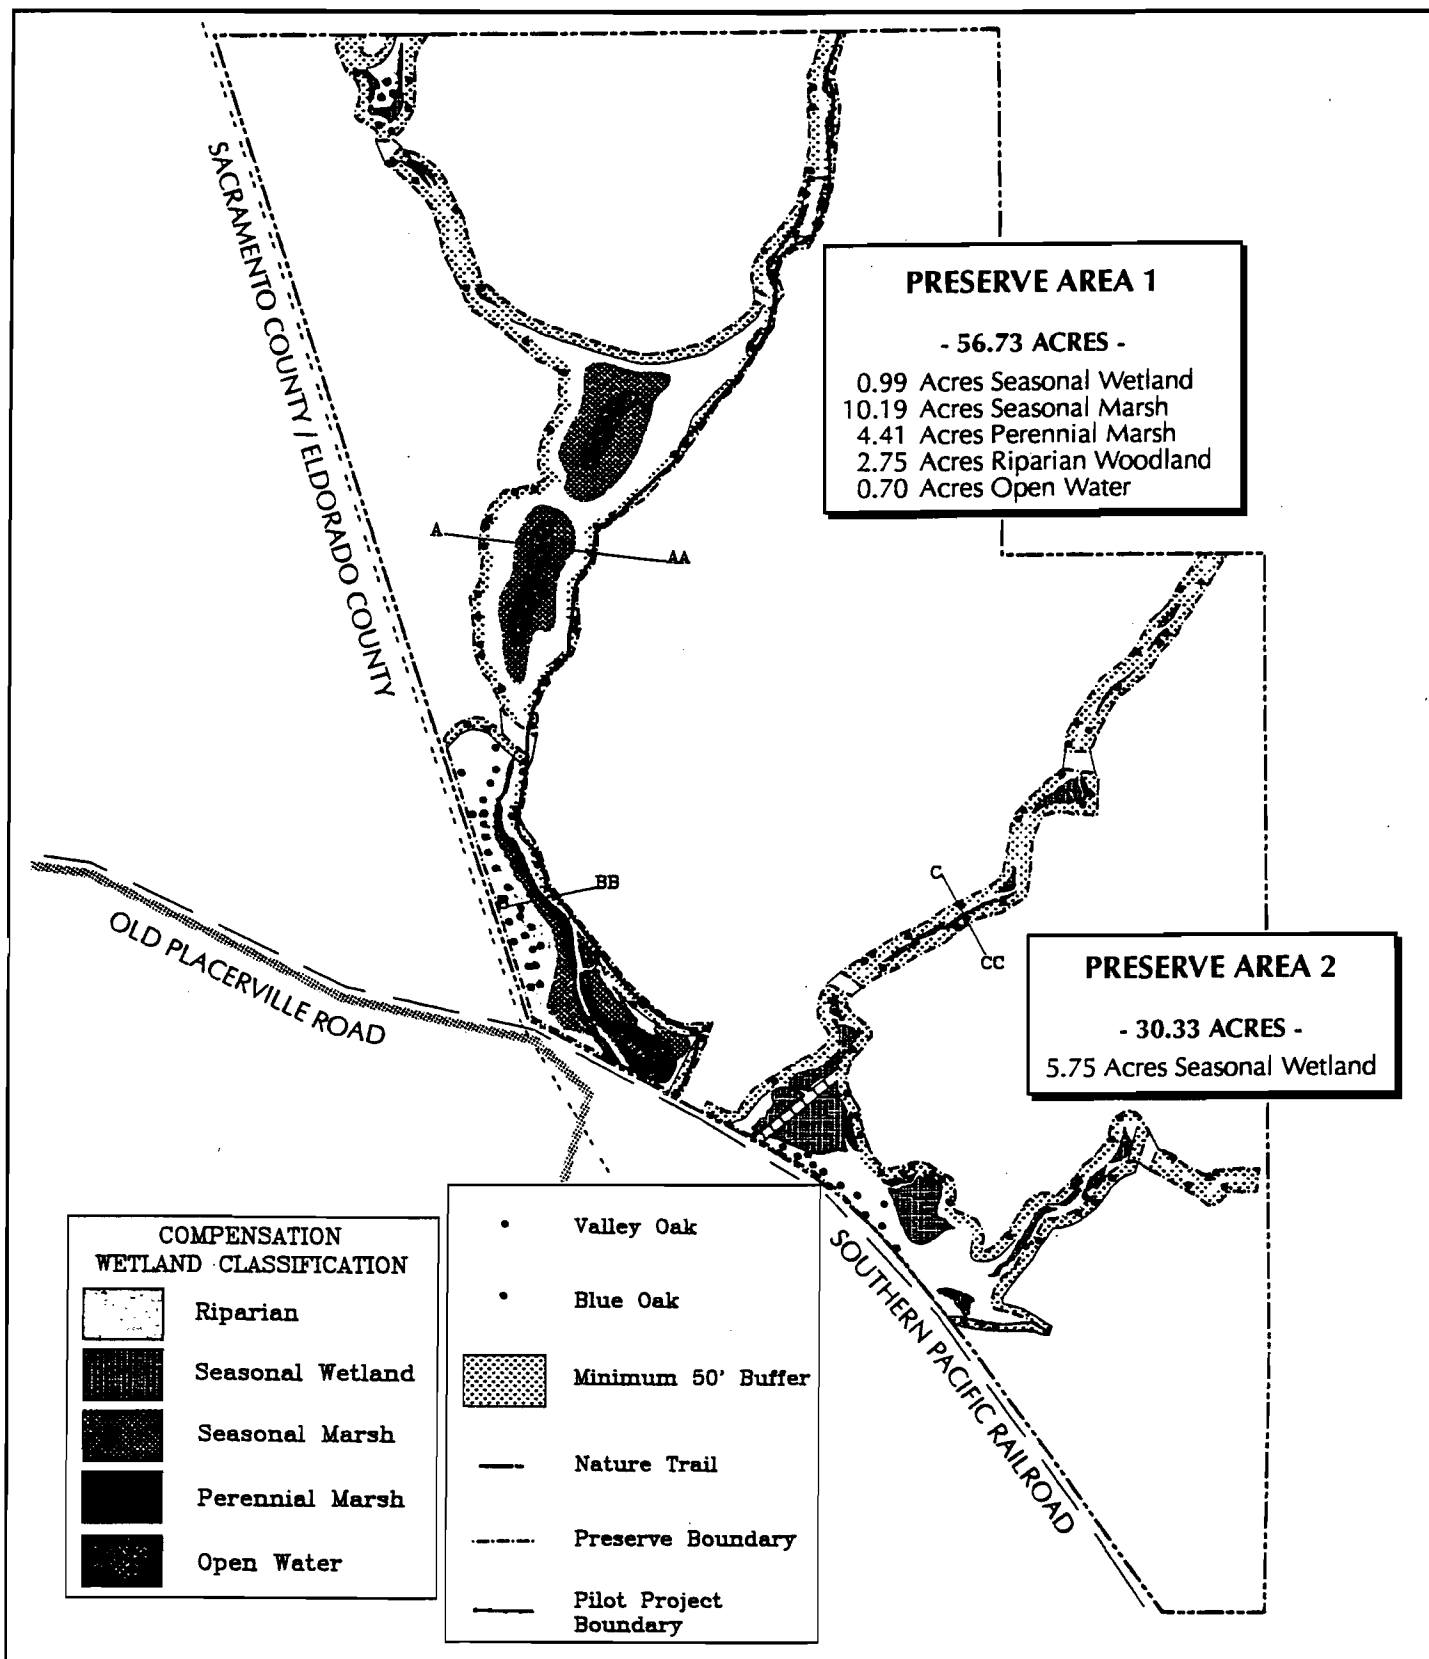 SACRAMENTO COUNTY / ELDORADO COUNTY
PRESERVE AREA 1
- 56.73 ACRES -
0.99 Acres Seasonal Wetland
10.19 Acres Seasonal Marsh
4.41 Acres Perennial Marsh
2.75 Acres Riparian Woodland
0.70 Acres Open Water
A
AA
B
BB
C
CC
OLD PLACERVILLE ROAD
PRESERVE AREA 2
- 30.33 ACRES -
5.75 Acres Seasonal Wetland
SOUTHERN PACIFIC RAILROAD
COMPENSATION
WETLAND CLASSIFICATION
Riparian
Seasonal Wetland
Seasonal Marsh
Perennial Marsh
Open Water
Valley Oak
Blue Oak
Minimum 50' Buffer
Nature Trail
Preserve Boundary
Pilot Project
Boundary